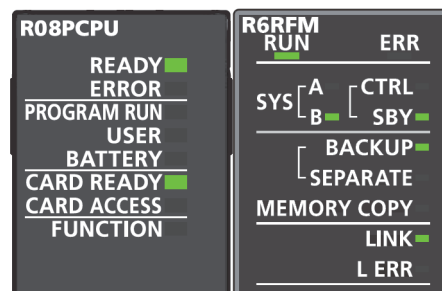 R08PCPU
READY
ERROR
PROGRAM RUN
USER
BATTERY
CARD READY
CARD ACCESS
FUNCTION
R6RFM
RUN ERR
SYS A CTRL
B SBY
BACKUP
SEPARATE
MEMORY COPY
LINK
L ERR